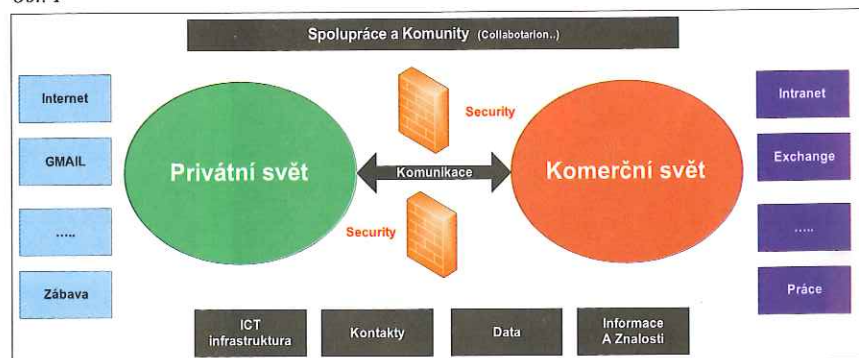 Spolupráce a Komunity (Collabotarion..)
Internet
GMAIL
.....
Zábava
Privátní svět
Security
Komunikace
Security
Komerční svět
Intranet
Exchange
.....
Práce
ICT
infrastruktura
Kontakty
Data
Informace
A Znalosti